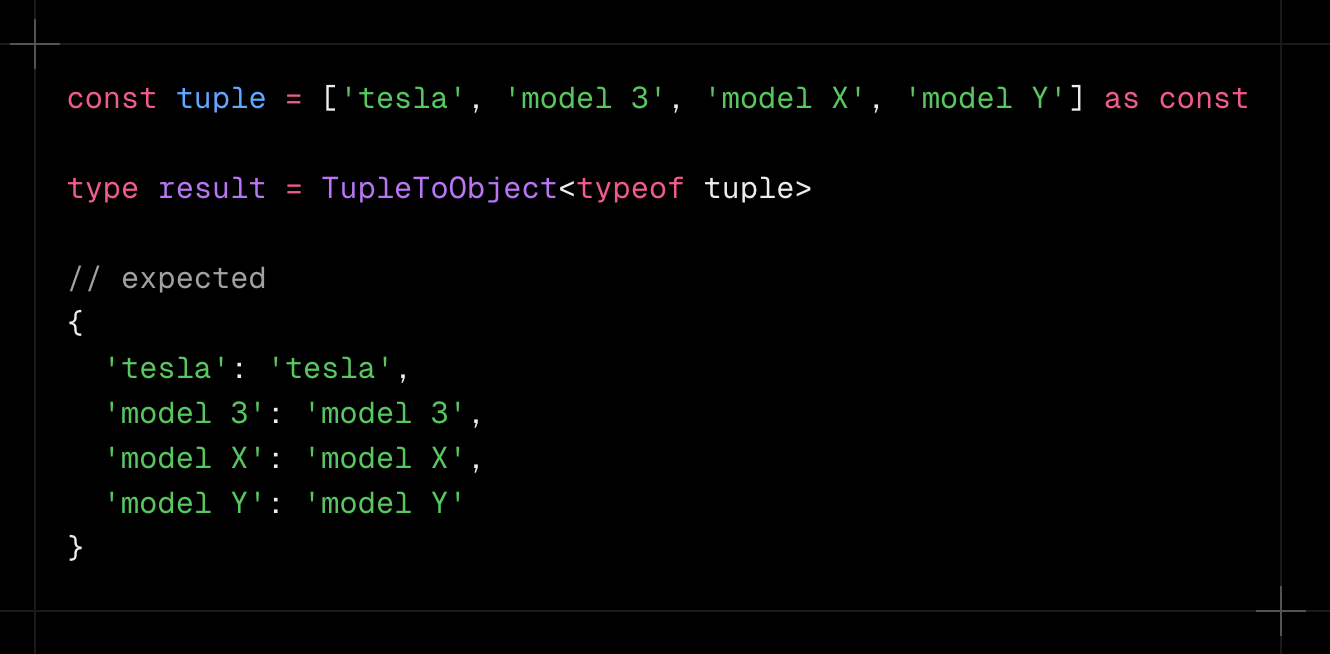 const tuple = ['tesla', 'model 3', 'model X', 'model Y'] as const
type result = TupleToObject<typeof tuple>
// expected
{
  'tesla': 'tesla',
  'model 3': 'model 3',
  'model X': 'model X',
  'model Y': 'model Y'
}